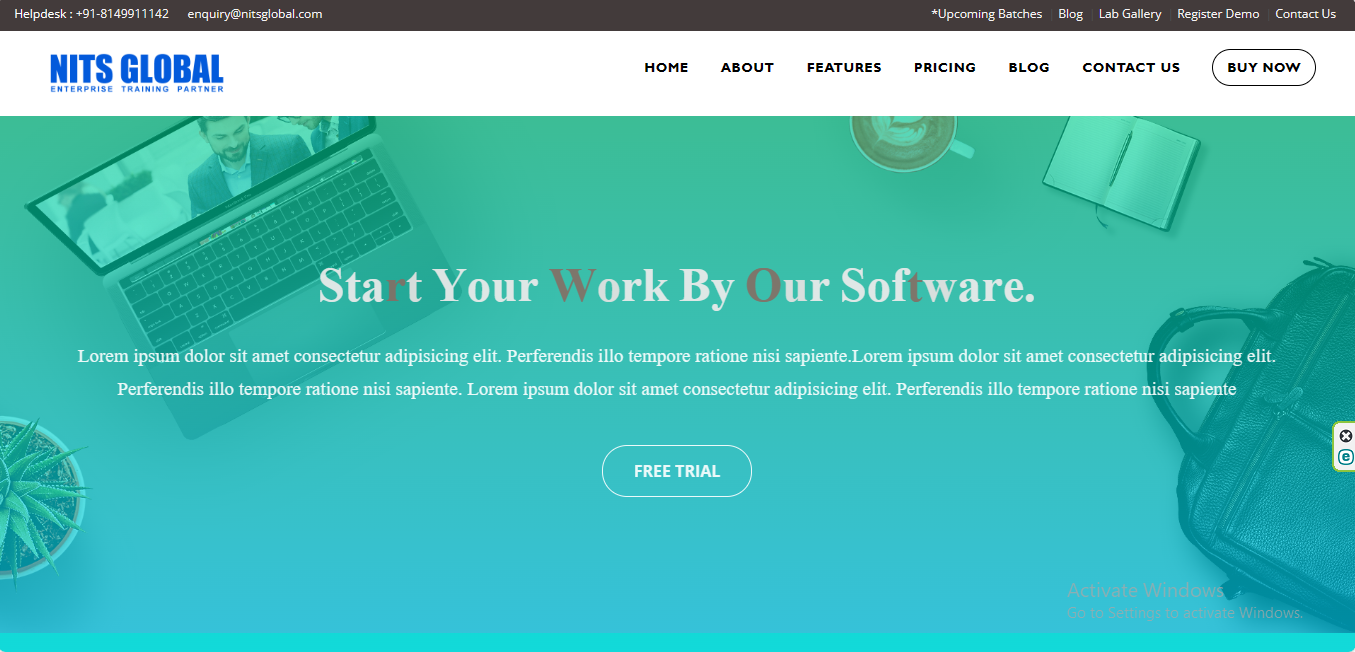 Helpdesk : +91-8149911142 enquiry@nitsglobal.com *Upcoming Batches Blog Lab Gallery Register Demo Contact Us
NITS GLOBAL
ENTERPRISE TRAINING PARTNER
HOME ABOUT FEATURES PRICING BLOG CONTACT US BUY NOW
Start Your Work By Our Software.
Lorem ipsum dolor sit amet consectetur adipisicing elit. Perferendis illo tempore ratione nisi sapiente.Lorem ipsum dolor sit amet consectetur adipisicing elit.
Perferendis illo tempore ratione nisi sapiente. Lorem ipsum dolor sit amet consectetur adipisicing elit. Perferendis illo tempore ratione nisi sapiente
FREE TRIAL
Activate Windows
Go to Settings to activate Windows.